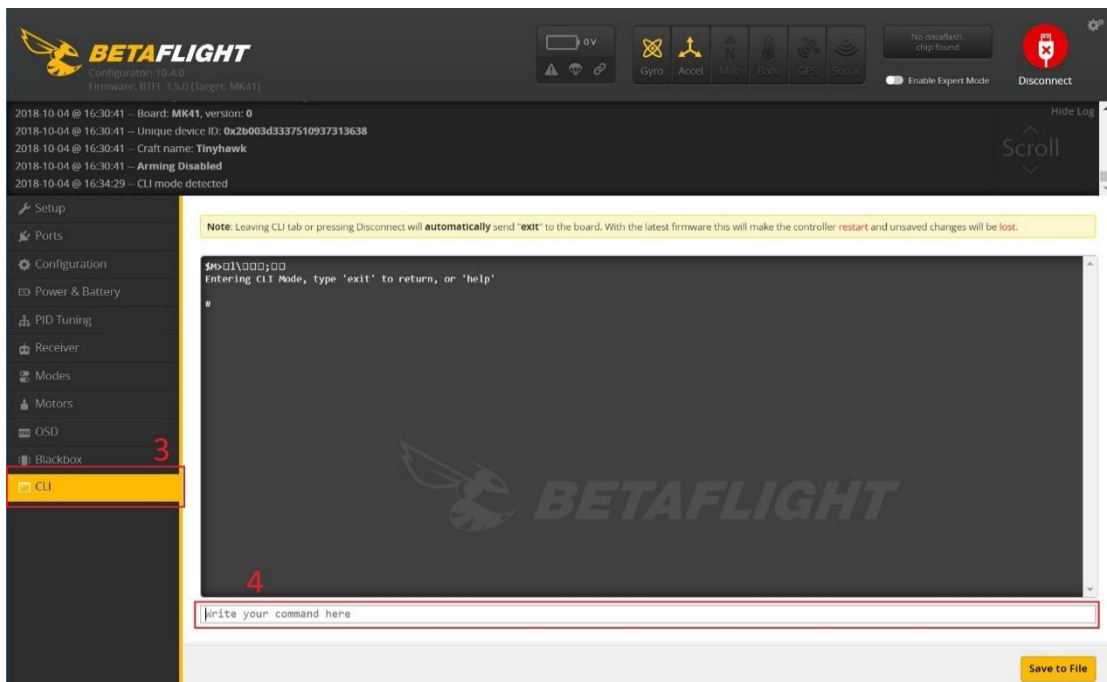 BETAFLIGHT
Configurator: 10.4.0
Firmware: BTFL 3.5.0 (Target: MK41)
0 V
Gyro Accel Mag Baro GPS Sonar
No dataflash
chip found
Enable Expert Mode
Disconnect
2018-10-04 @ 16:30:41 -- Board: MK41, version: 0
2018-10-04 @ 16:30:41 -- Unique device ID: 0x2b003d3337510937313638
2018-10-04 @ 16:30:41 -- Craft name: Tinyhawk
2018-10-04 @ 16:30:41 -- Arming Disabled
2018-10-04 @ 16:34:29 -- CLI mode detected
Hide Log
Scroll
Setup
Ports
Configuration
Power & Battery
PID Tuning
Receiver
Modes
Motors
OSD
Blackbox
3
CLI
Note: Leaving CLI tab or pressing Disconnect will automatically send "exit" to the board. With the latest firmware this will make the controller restart and unsaved changes will be lost.
$M>□l\□□□;□□
Entering CLI Mode, type 'exit' to return, or 'help'
#
BETAFLIGHT
4
Write your command here
Save to File